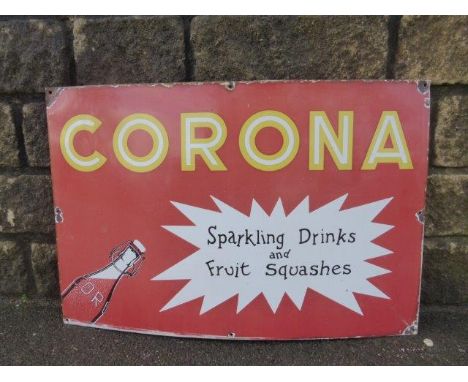 CORONA
Sparkling Drinks
and
Fruit Squashes